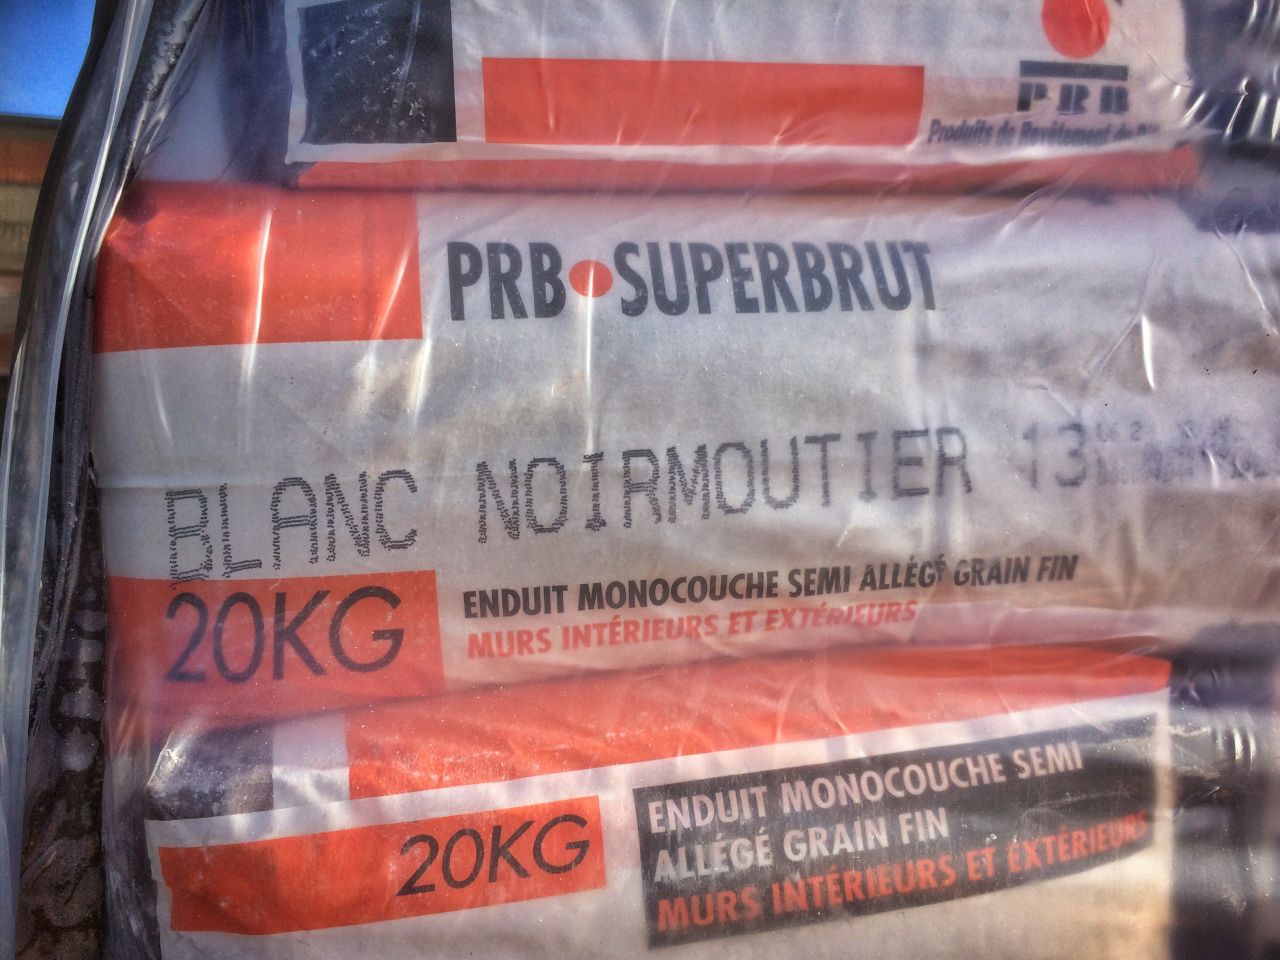 PRB
Produits de Revêtement du
PRB•SUPERBRUT
BLANC NOIRMOUTIER 13
20KG
ENDUIT MONOCOUCHE SEMI ALLÉGÉ GRAIN FIN
MURS INTÉRIEURS ET EXTÉRIEURS
20KG
ENDUIT MONOCOUCHE SEMI
ALLÉGÉ GRAIN FIN
MURS INTÉRIEURS ET EXTÉRIEURS